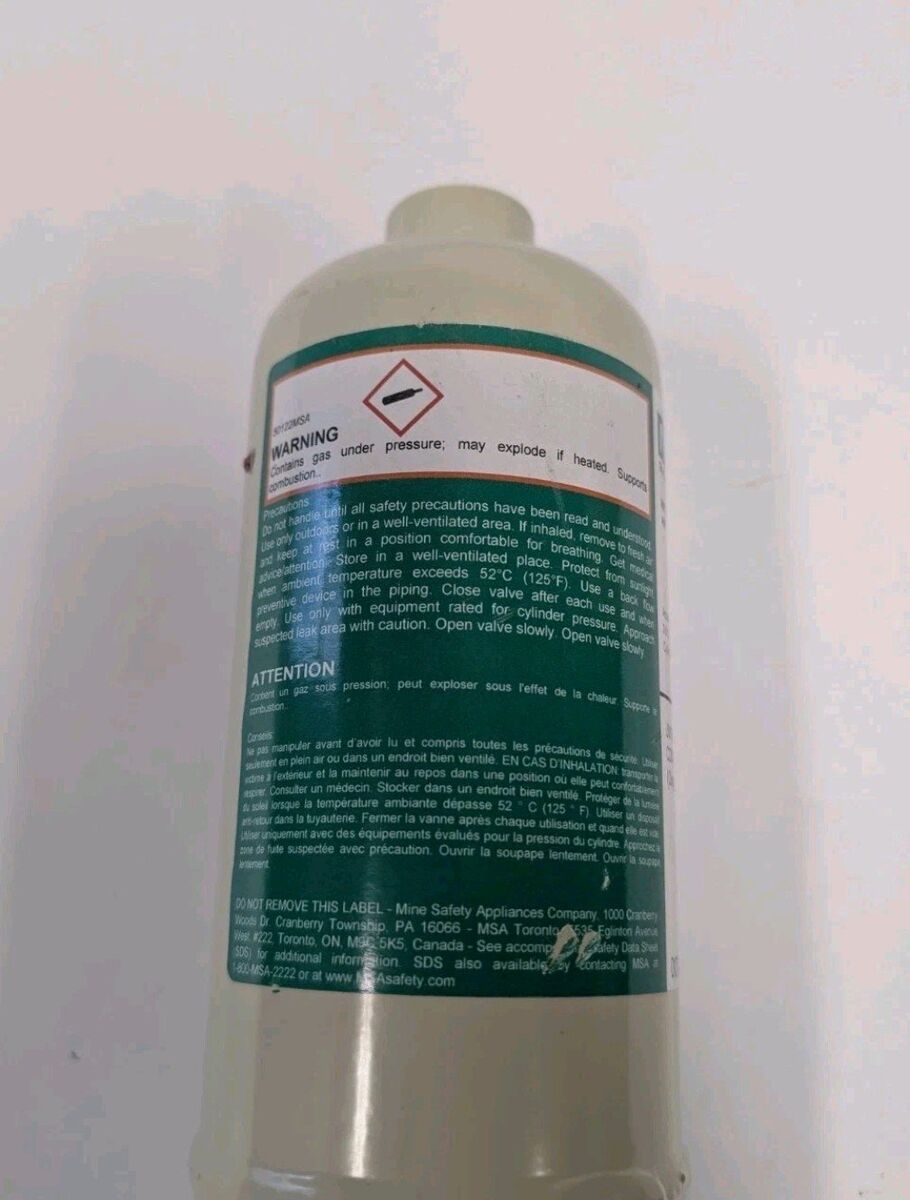 50122MSA
WARNING
Contains gas under pressure; may explode if heated. Supports
combustion..
Precautions
Do not handle until all safety precautions have been read and understood.
Use only outdoors or in a well-ventilated area. If inhaled, remove to fresh air
and keep at rest in a position comfortable for breathing. Get medical
advice/attention. Store in a well-ventilated place. Protect from sunlight
when ambient temperature exceeds 52°C (125°F). Use a back flow
preventive device in the piping. Close valve after each use and when
empty. Use only with equipment rated for cylinder pressure. Approach
suspected leak area with caution. Open valve slowly. Open valve slowly
ATTENTION
Contient un gaz sous pression; peut exploser sous l'effet de la chaleur. Supporte la
combustion..
Conseils:
Ne pas manipuler avant d'avoir lu et compris toutes les précautions de sécurité. Utiliser
seulement en plein air ou dans un endroit bien ventilé. EN CAS D'INHALATION: transporter la
victime à l'extérieur et la maintenir au repos dans une position où elle peut confortablement
respirer. Consulter un médecin. Stocker dans un endroit bien ventilé. Protéger de la lumière
du soleil lorsque la température ambiante dépasse 52 ° C (125 ° F). Utiliser un dispositif
anti-retour dans la tuyauterie. Fermer la vanne après chaque utilisation et quand elle est vide.
Utiliser uniquement avec des équipements évalués pour la pression du cylindre. Approchez la
zone de fuite suspectée avec précaution. Ouvrir la soupape lentement. Ouvrir la soupape
lentement.
DO NOT REMOVE THIS LABEL - Mine Safety Appliances Company, 1000 Cranberry
Woods Dr. Cranberry Township, PA 16066 - MSA Toronto, 5535 Eglinton Avenue
West, #222, Toronto, ON, M9C 5K5, Canada - See Safety Data Sheet
SDS) for additional information. SDS also available by contacting MSA at
1-800-MSA-2222 or at www.MSAsafety.com